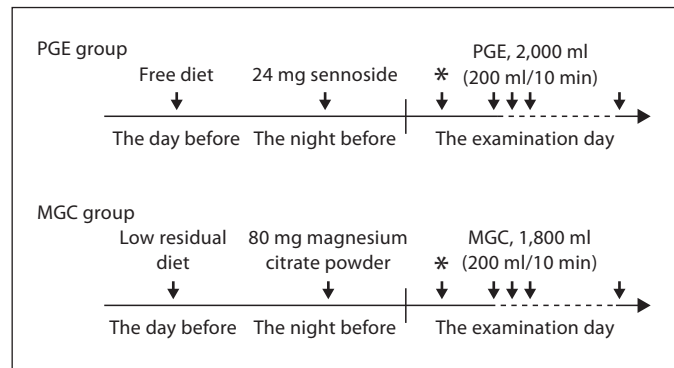 PGE group
Free diet
24 mg sennoside
*
PGE, 2,000 ml
(200 ml/10 min)
The day before
The night before
The examination day
MGC group
Low residual
diet
80 mg magnesium
citrate powder
*
MGC, 1,800 ml
(200 ml/10 min)
The day before
The night before
The examination day